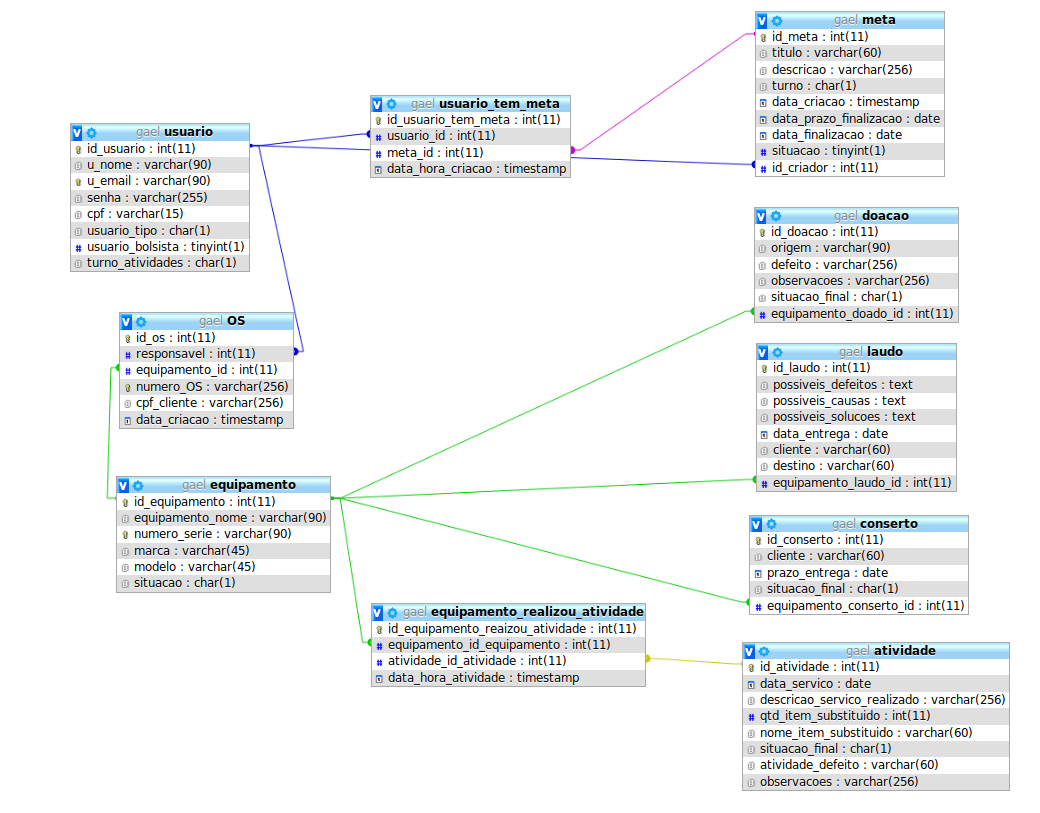 gael usuario
id_usuario : int(11)
u_nome : varchar(90)
u_email : varchar(90)
senha : varchar(255)
cpf : varchar(15)
usuario_tipo : char(1)
usuario_bolsista : tinyint(1)
turno_atividades : char(1)
gael usuario_tem_meta
id_usuario_tem_meta : int(11)
usuario_id : int(11)
meta_id : int(11)
data_hora_criacao : timestamp
gael meta
id_meta : int(11)
titulo : varchar(60)
descricao : varchar(256)
turno : char(1)
data_criacao : timestamp
data_prazo_finalizacao : date
data_finalizacao : date
situacao : tinyint(1)
id_criador : int(11)
gael doacao
id_doacao : int(11)
origem : varchar(90)
defeito : varchar(256)
observacoes : varchar(256)
situacao_final : char(1)
equipamento_doado_id : int(11)
gael OS
id_os : int(11)
responsavel : int(11)
equipamento_id : int(11)
numero_OS : varchar(256)
cpf_cliente : varchar(256)
data_criacao : timestamp
gael laudo
id_laudo : int(11)
possiveis_defeitos : text
possiveis_causas : text
possiveis_solucoes : text
data_entrega : date
cliente : varchar(60)
destino : varchar(60)
equipamento_laudo_id : int(11)
gael equipamento
id_equipamento : int(11)
equipamento_nome : varchar(90)
numero_serie : varchar(90)
marca : varchar(45)
modelo : varchar(45)
situacao : char(1)
gael conserto
id_conserto : int(11)
cliente : varchar(60)
prazo_entrega : date
situacao_final : char(1)
equipamento_conserto_id : int(11)
gael equipamento_realizou_atividade
id_equipamento_reaizou_atividade : int(11)
equipamento_id_equipamento : int(11)
atividade_id_atividade : int(11)
data_hora_atividade : timestamp
gael atividade
id_atividade : int(11)
data_servico : date
descricao_servico_realizado : varchar(256)
qtd_item_substituido : int(11)
nome_item_substituido : varchar(60)
situacao_final : char(1)
atividade_defeito : varchar(60)
observacoes : varchar(256)